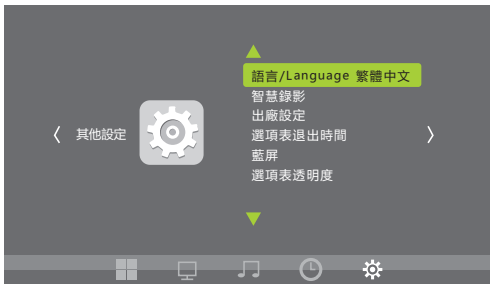 其他設定
語言/Language 繁體中文
智慧錄影
出廠設定
選項表退出時間
藍屏
選項表透明度